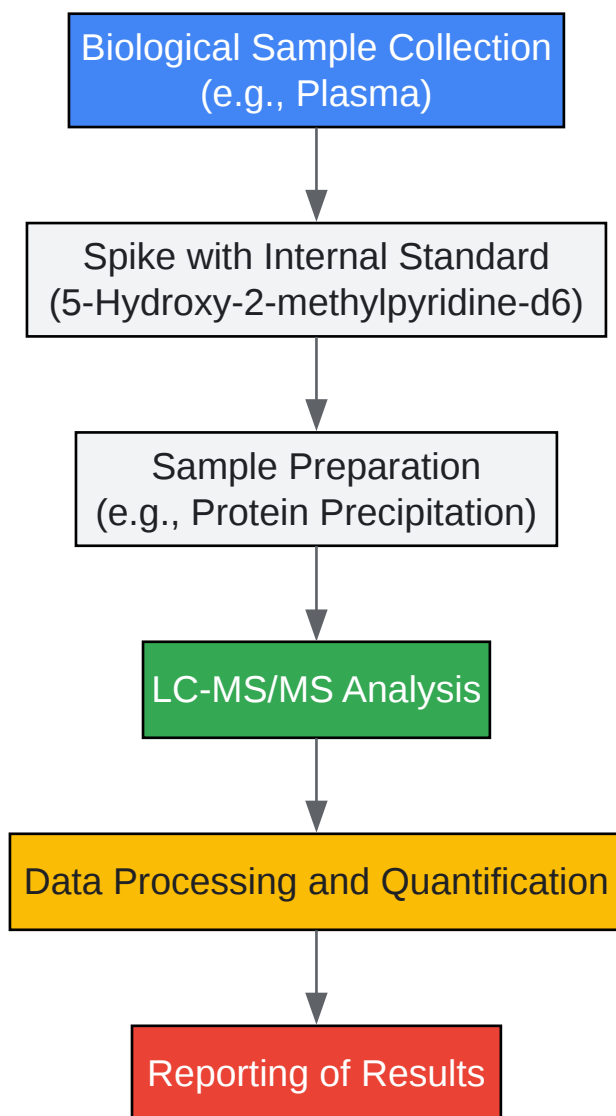 Biological Sample Collection
(e.g., Plasma)
Spike with Internal Standard
(5-Hydroxy-2-methylpyridine-d6)
Sample Preparation
(e.g., Protein Precipitation)
LC-MS/MS Analysis
Data Processing and Quantification
Reporting of Results